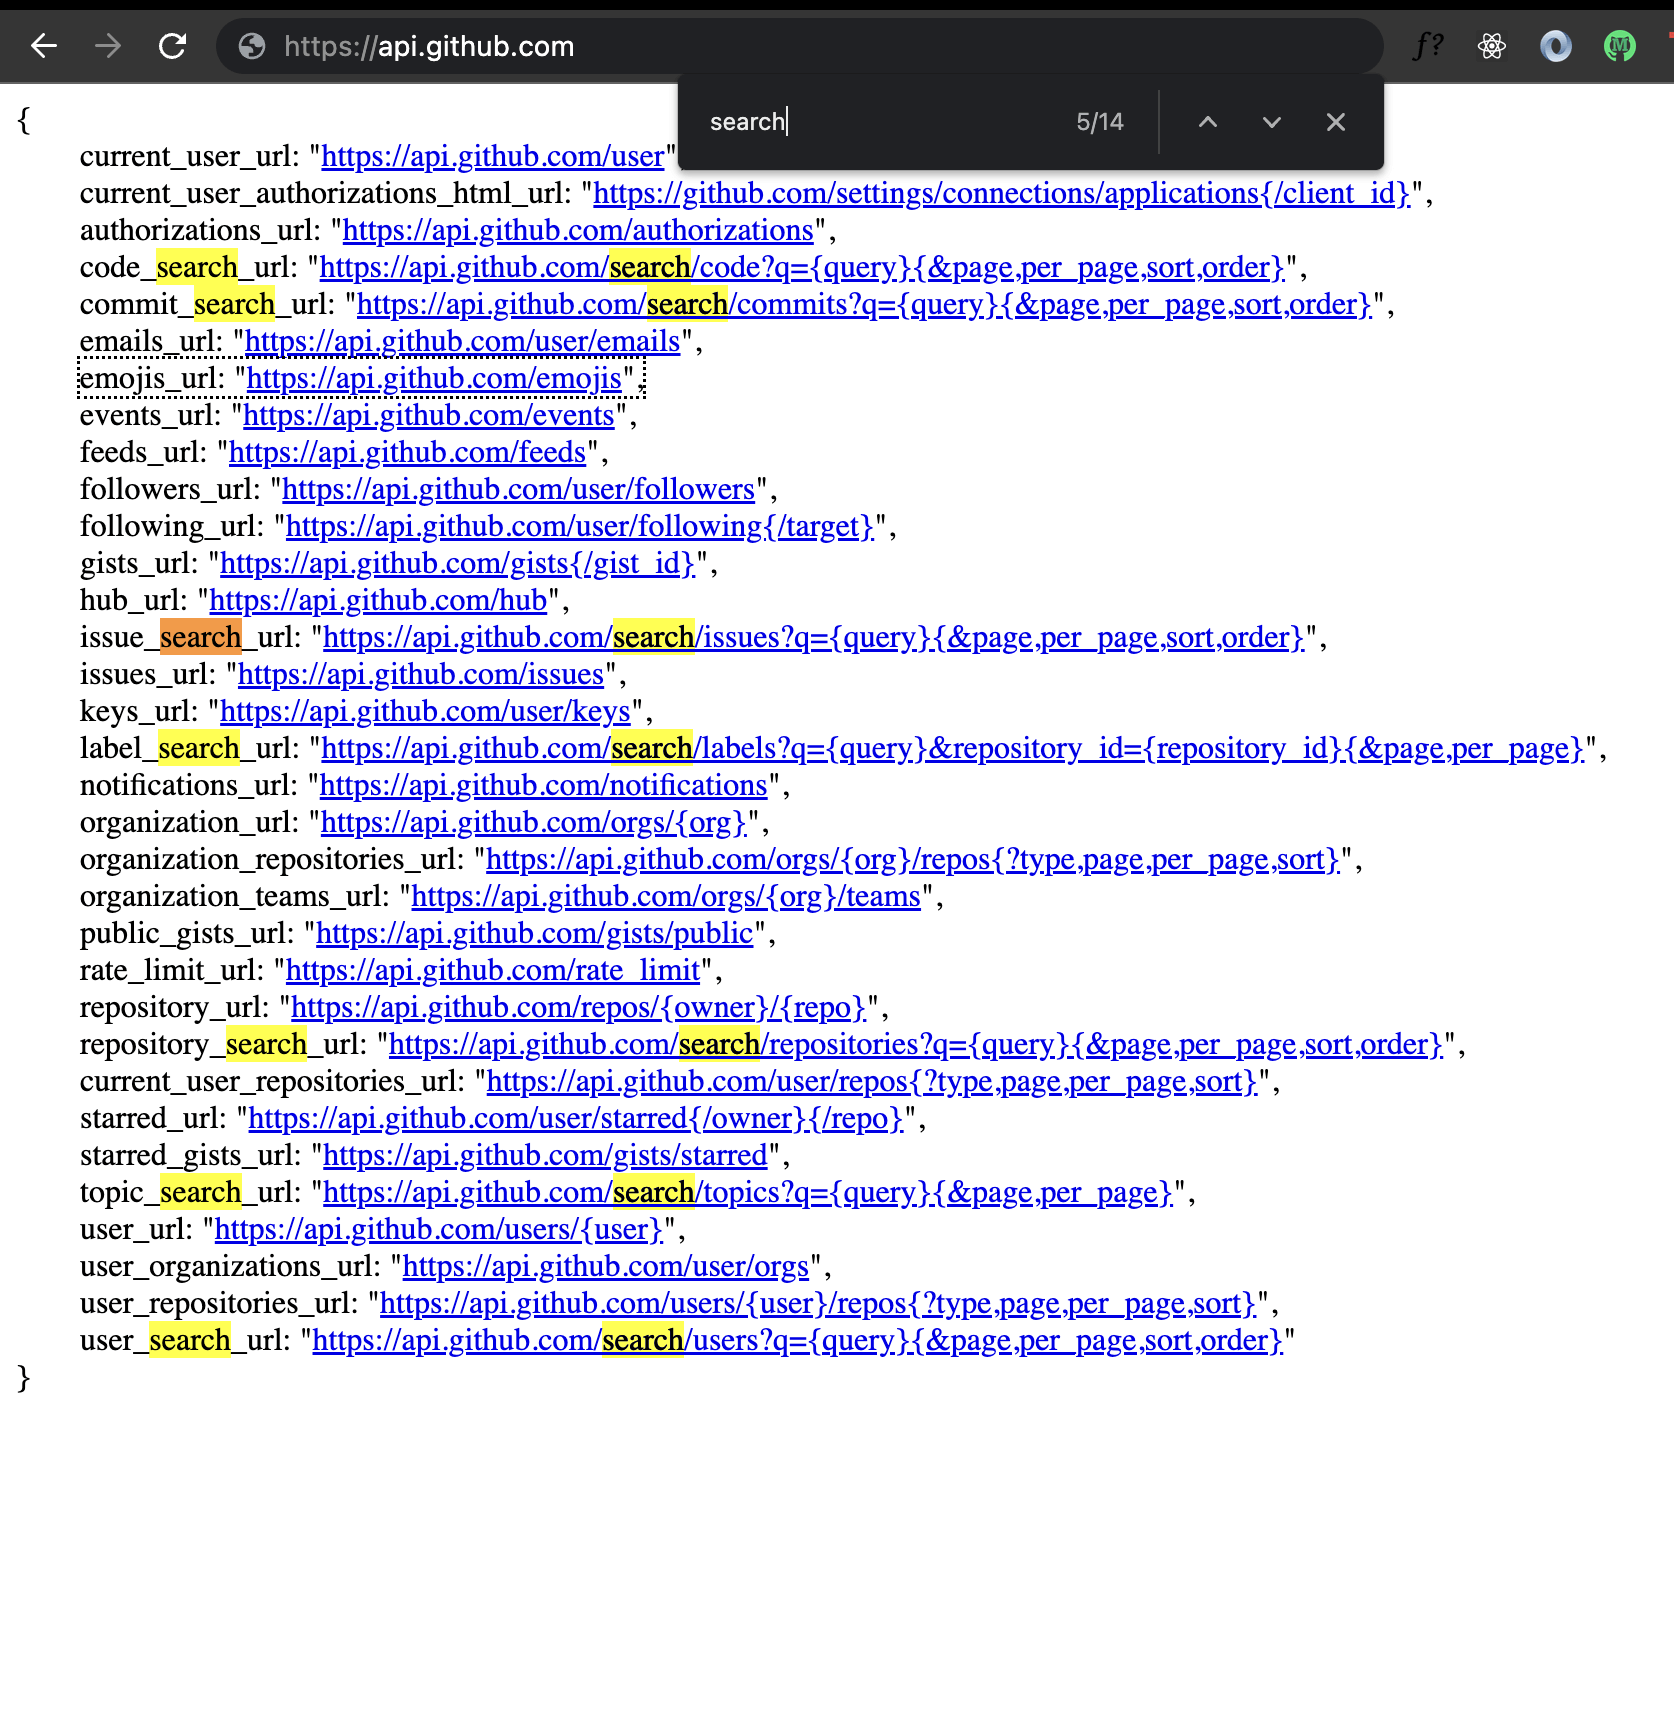 https://api.github.com
f?
M
search 5/14
{
current_user_url: "https://api.github.com/user"
current_user_authorizations_html_url: "https://github.com/settings/connections/applications{/client_id}",
authorizations_url: "https://api.github.com/authorizations",
code_search_url: "https://api.github.com/search/code?q={query}{&page,per_page,sort,order}",
commit_search_url: "https://api.github.com/search/commits?q={query}{&page,per_page,sort,order}",
emails_url: "https://api.github.com/user/emails",
emojis_url: "https://api.github.com/emojis",
events_url: "https://api.github.com/events",
feeds_url: "https://api.github.com/feeds",
followers_url: "https://api.github.com/user/followers",
following_url: "https://api.github.com/user/following{/target}",
gists_url: "https://api.github.com/gists{/gist_id}",
hub_url: "https://api.github.com/hub",
issue_search_url: "https://api.github.com/search/issues?q={query}{&page,per_page,sort,order}",
issues_url: "https://api.github.com/issues",
keys_url: "https://api.github.com/user/keys",
label_search_url: "https://api.github.com/search/labels?q={query}&repository_id={repository_id}{&page,per_page}",
notifications_url: "https://api.github.com/notifications",
organization_url: "https://api.github.com/orgs/{org}",
organization_repositories_url: "https://api.github.com/orgs/{org}/repos{?type,page,per_page,sort}",
organization_teams_url: "https://api.github.com/orgs/{org}/teams",
public_gists_url: "https://api.github.com/gists/public",
rate_limit_url: "https://api.github.com/rate_limit",
repository_url: "https://api.github.com/repos/{owner}/{repo}",
repository_search_url: "https://api.github.com/search/repositories?q={query}{&page,per_page,sort,order}",
current_user_repositories_url: "https://api.github.com/user/repos{?type,page,per_page,sort}",
starred_url: "https://api.github.com/user/starred{/owner}{/repo}",
starred_gists_url: "https://api.github.com/gists/starred",
topic_search_url: "https://api.github.com/search/topics?q={query}{&page,per_page}",
user_url: "https://api.github.com/users/{user}",
user_organizations_url: "https://api.github.com/user/orgs",
user_repositories_url: "https://api.github.com/users/{user}/repos{?type,page,per_page,sort}",
user_search_url: "https://api.github.com/search/users?q={query}{&page,per_page,sort,order}"
}